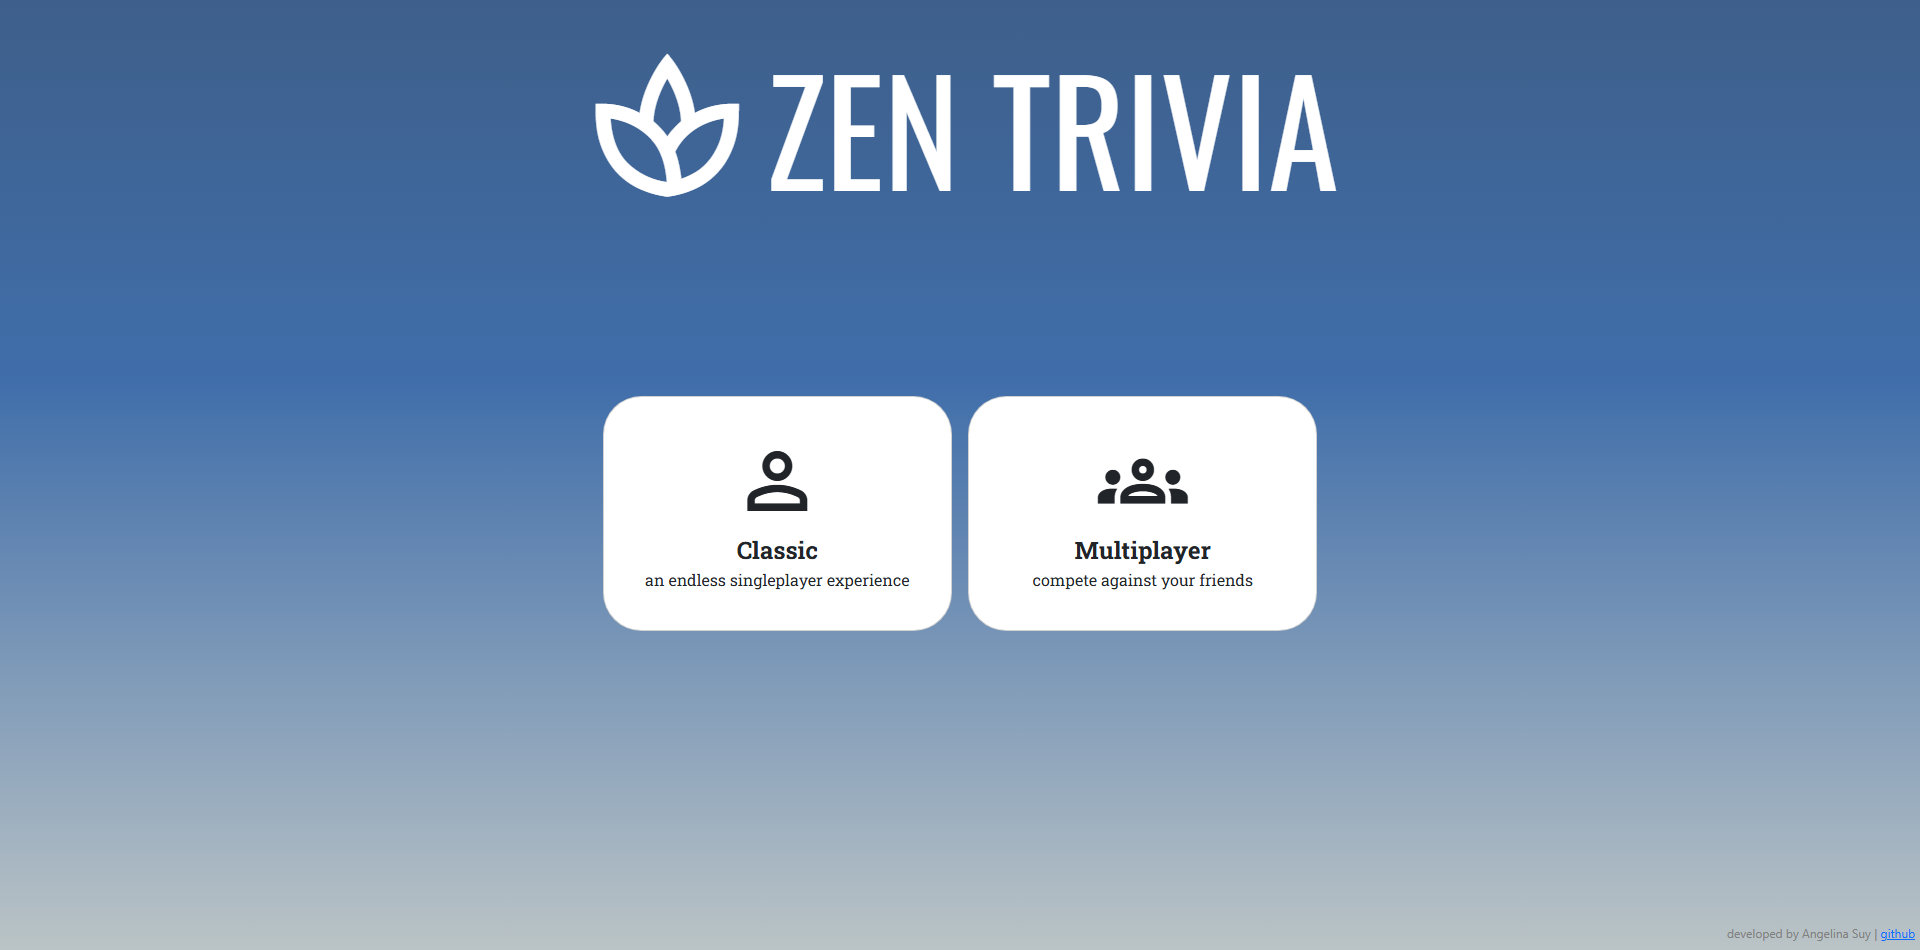 ZEN TRIVIA
Classic
an endless singleplayer experience
Multiplayer
compete against your friends
developed by Angelina Suy | github